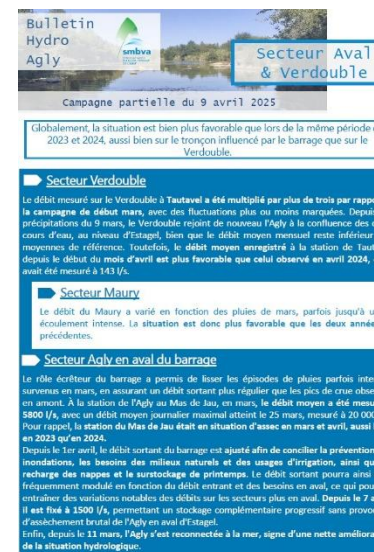 Bulletin
Hydro
Agly
smbva
Secteur Aval
& Verdouble
Campagne partielle du 9 avril 2025
Globalement, la situation est bien plus favorable que lors de la même période
2023 et 2024, aussi bien sur le tronçon influencé par le barrage que sur le
Verdouble.
Secteur Verdouble
Le débit mesuré sur le Verdouble à Tautavel a été multiplié par plus de trois par
la campagne de début mars, avec des fluctuations plus ou moins marquées.
précipitations du 9 mars, le Verdouble rejoint de nouveau l'Agly à la confluence des
cours d'eau, au niveau d'Estagel, bien que le débit moyen mensuel reste
moyennes de référence. Toutefois, le débit moyen enregistré à la station de
depuis le début du mois d'avril est plus favorable que celui observé en avril 2024,
avait été mesuré à 143 l/s.
Secteur Maury
Le débit du Maury a varié en fonction des pluies de mars, parfois jusqu'à
écoulement intense. La situation est donc plus favorable que les deux
précédentes.
Secteur Agly en aval du barrage
Le rôle écrêteur du barrage a permis de lisser les épisodes de pluies parfois
survenus en mars, en assurant un débit sortant plus régulier que les pics de crue
en amont. À la station de l'Agly au Mas de Jau, en mars, le débit moyen a été
5800 l/s, avec un débit moyen journalier maximal atteint le 25 mars, mesuré à 20 000
Pour rappel, la station du Mas de Jau était en situation d'assec en mars et avril, aussi
en 2023 qu'en 2024.
Depuis le 1er avril, le débit sortant du barrage est ajusté afin de concilier la prévention
inondations, les besoins des milieux naturels et des usages d'irrigation, ainsi
recharge des nappes et le surstockage de printemps. Le débit sortant pourra ainsi
fréquemment modulé en fonction du débit entrant et des besoins en aval, ce qui
entraîner des variations notables des débits sur les secteurs plus en aval. Depuis le 7
il est fixé à 1500 l/s, permettant un stockage complémentaire progressif sans
d'assèchement brutal de l'Agly en aval d'Estagel.
Enfin, depuis le 11 mars, l'Agly s'est reconnectée à la mer, signe d'une nette
de la situation hydrologique.